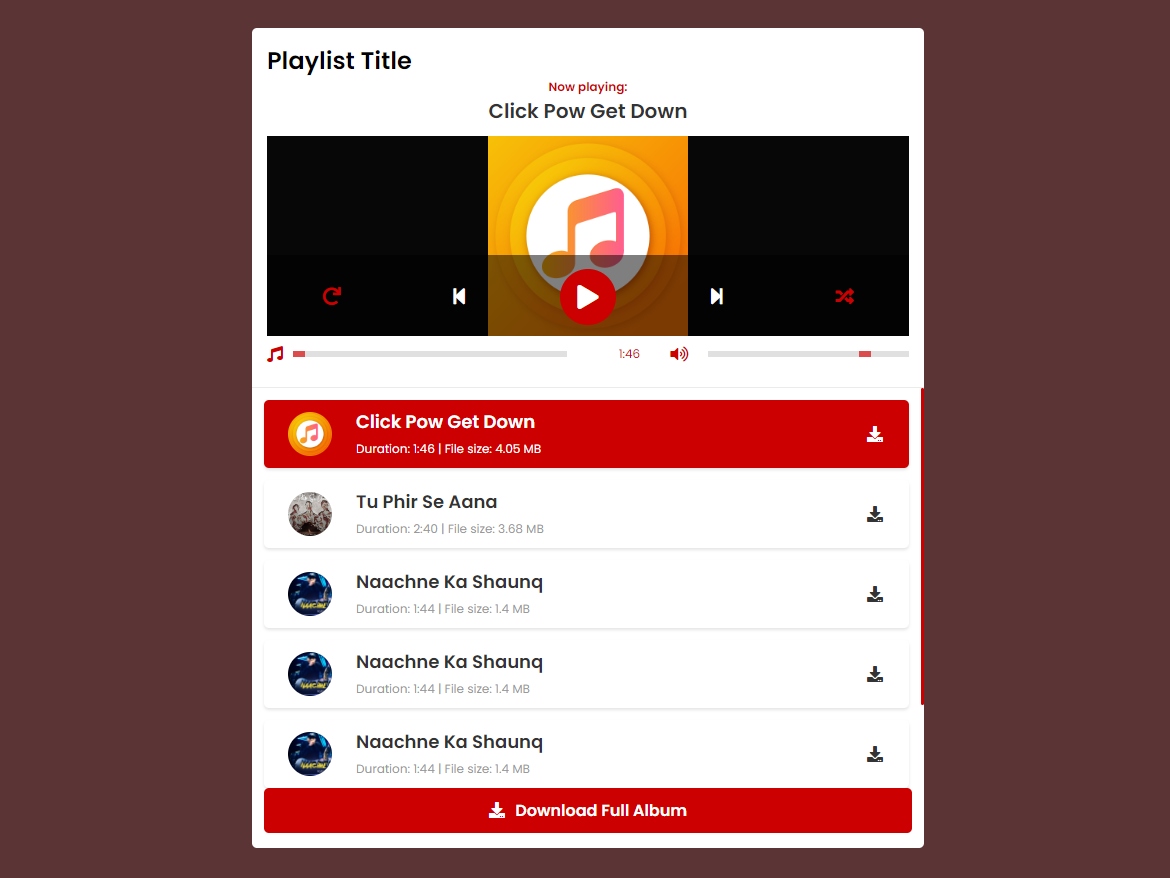 Playlist Title
Now playing:
Click Pow Get Down
1:46
Click Pow Get Down
Duration: 1:46 | File size: 4.05 MB
Tu Phir Se Aana
Duration: 2:40 | File size: 3.68 MB
Naachne Ka Shaunq
Duration: 1:44 | File size: 1.4 MB
Naachne Ka Shaunq
Duration: 1:44 | File size: 1.4 MB
Naachne Ka Shaunq
Duration: 1:44 | File size: 1.4 MB
Download Full Album